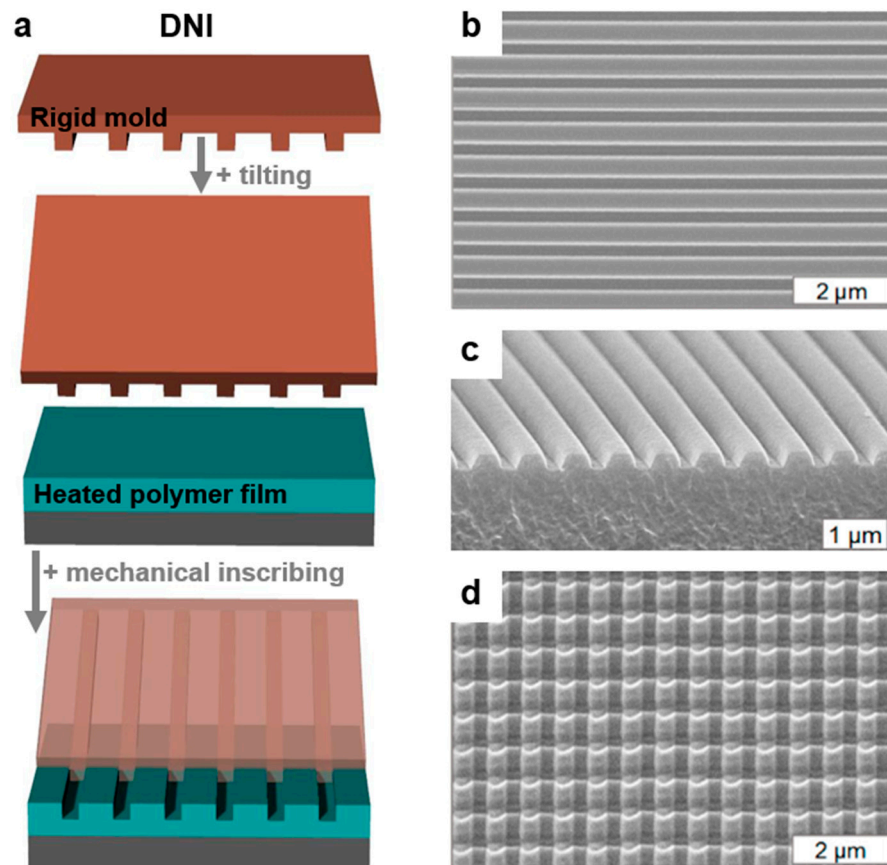 a
DNI
Rigid mold
+ tilting
Heated polymer film
+ mechanical inscribing
b
2 µm
c
1 µm
d
2 µm